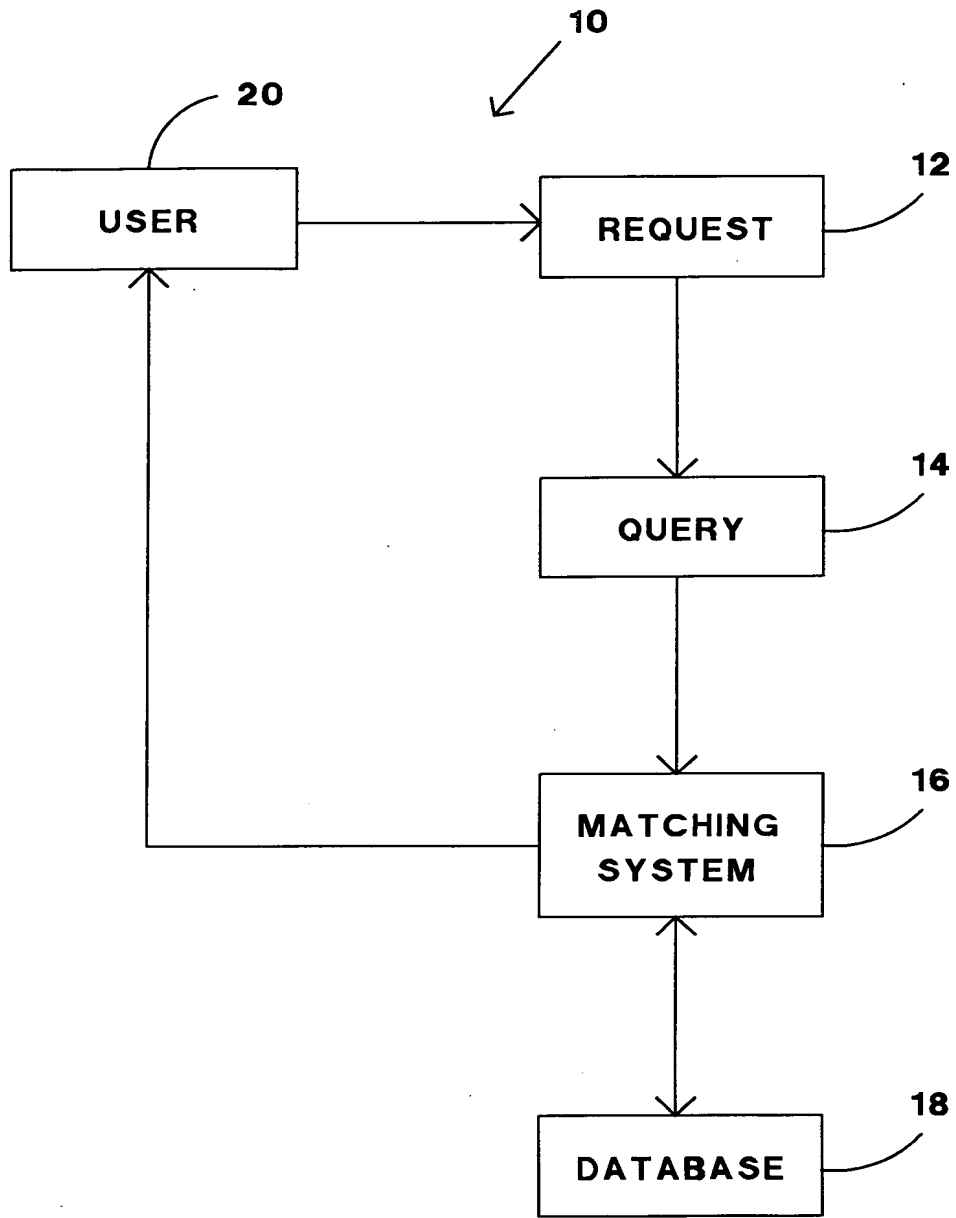 10
20
12
USER
REQUEST
14
QUERY
16
MATCHING
SYSTEM
18
DATABASE